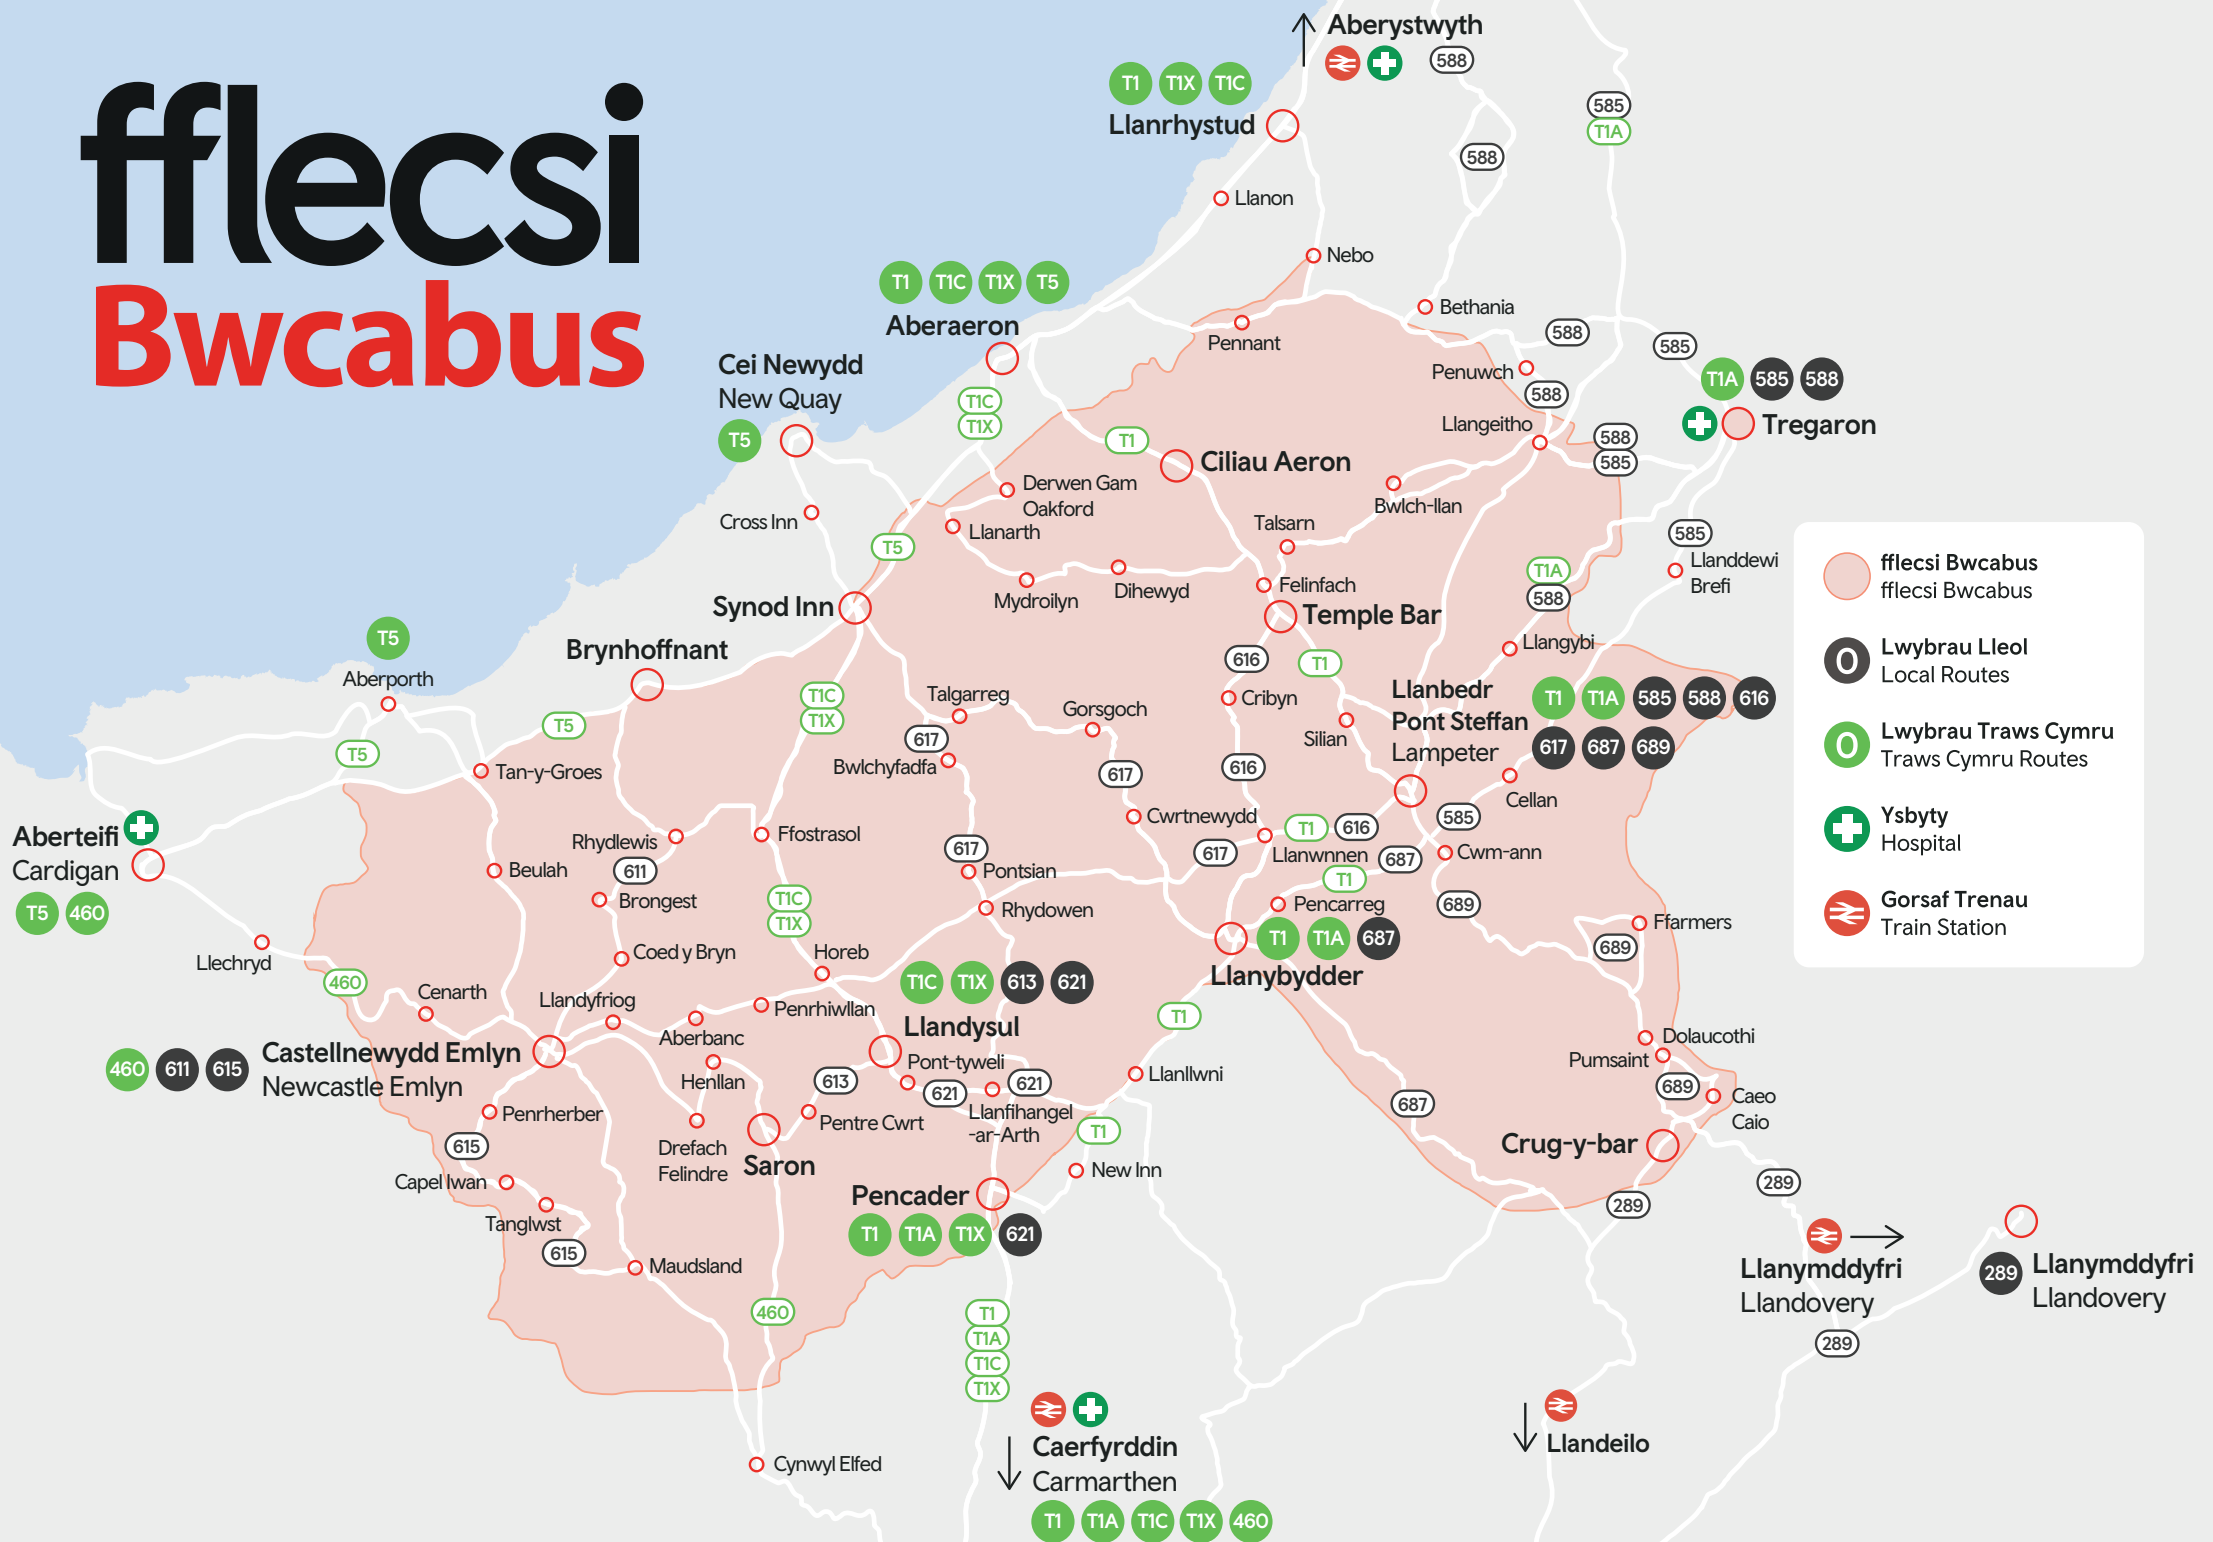 fflecsi
Bwcabus
Aberystwyth
588
T1 T1X T1C
Llanrhystud
585
T1A
588
Llanon
Nebo
T1 T1C T1X T5
Aberaeron
Bethania
Pennant
588
585
Cei Newydd
New Quay
T5
Penuwch
T1A 585 588
Tregaron
588
T1C
T1X
T1
Llangeitho
588
585
Ciliau Aeron
Derwen Gam
Oakford
Bwlch-llan
Cross Inn
Llanarth
Talsarn
T5
585
Llanddewi
Brefi
T1A
588
Mydroilyn
Dihewyd
Felinfach
Synod Inn
Temple Bar
fflecsi Bwcabus
fflecsi Bwcabus
Lwybrau Lleol
Local Routes
Lwybrau Traws Cymru
Traws Cymru Routes
Ysbyty
Hospital
Gorsaf Trenau
Train Station
O
O
T5
Aberporth
Brynhoffnant
616
T1
Llangybi
T5
T5
T1C
T1X
Talgarreg
Gorsgoch
Cribyn
Silian
Llanbedr
Pont Steffan
Lampeter
T1 T1A 585 588 616
617 687 689
617
Bwlchyfadfa
617
616
Tan-y-Groes
Cellan
Aberteifi
Cardigan
T5 460
Rhydlewis
Ffostrasol
Cwrtnewydd
T1 616
585
617
617
Llanwnnen
687
Cwm-ann
611
Beulah
Pontsian
T1
Brongest
T1C
T1X
Rhydowen
Pencarreg
689
Ffarmers
689
T1 T1A 687
Llanybydder
Llechryd
Coed y Bryn
Horeb
460
Cenarth
Llandyfriog
Penrhiwllan
T1C T1X 613 621
Llandysul
T1
Aberbanc
Dolaucothi
Pumsaint
460 611 615
Castellnewydd Emlyn
Newcastle Emlyn
Henllan
613
Pont-tyweli
621
621
Llanllwni
689
Caeo
Caio
Penrherber
Pentre Cwrt
Llanfihangel
-ar-Arth
687
T1
615
Drefach
Felindre
Saron
Crug-y-bar
Capel Iwan
New Inn
289
Pencader
T1 T1A T1X 621
289
Tanglwst
615
Maudsland
Llanymddyfri
Llandovery
289
Llanymddyfri
Llandovery
460
T1
T1A
T1C
T1X
289
Caerfyrddin
Carmarthen
T1 T1A T1C T1X 460
Llandeilo
Cynwyl Elfed